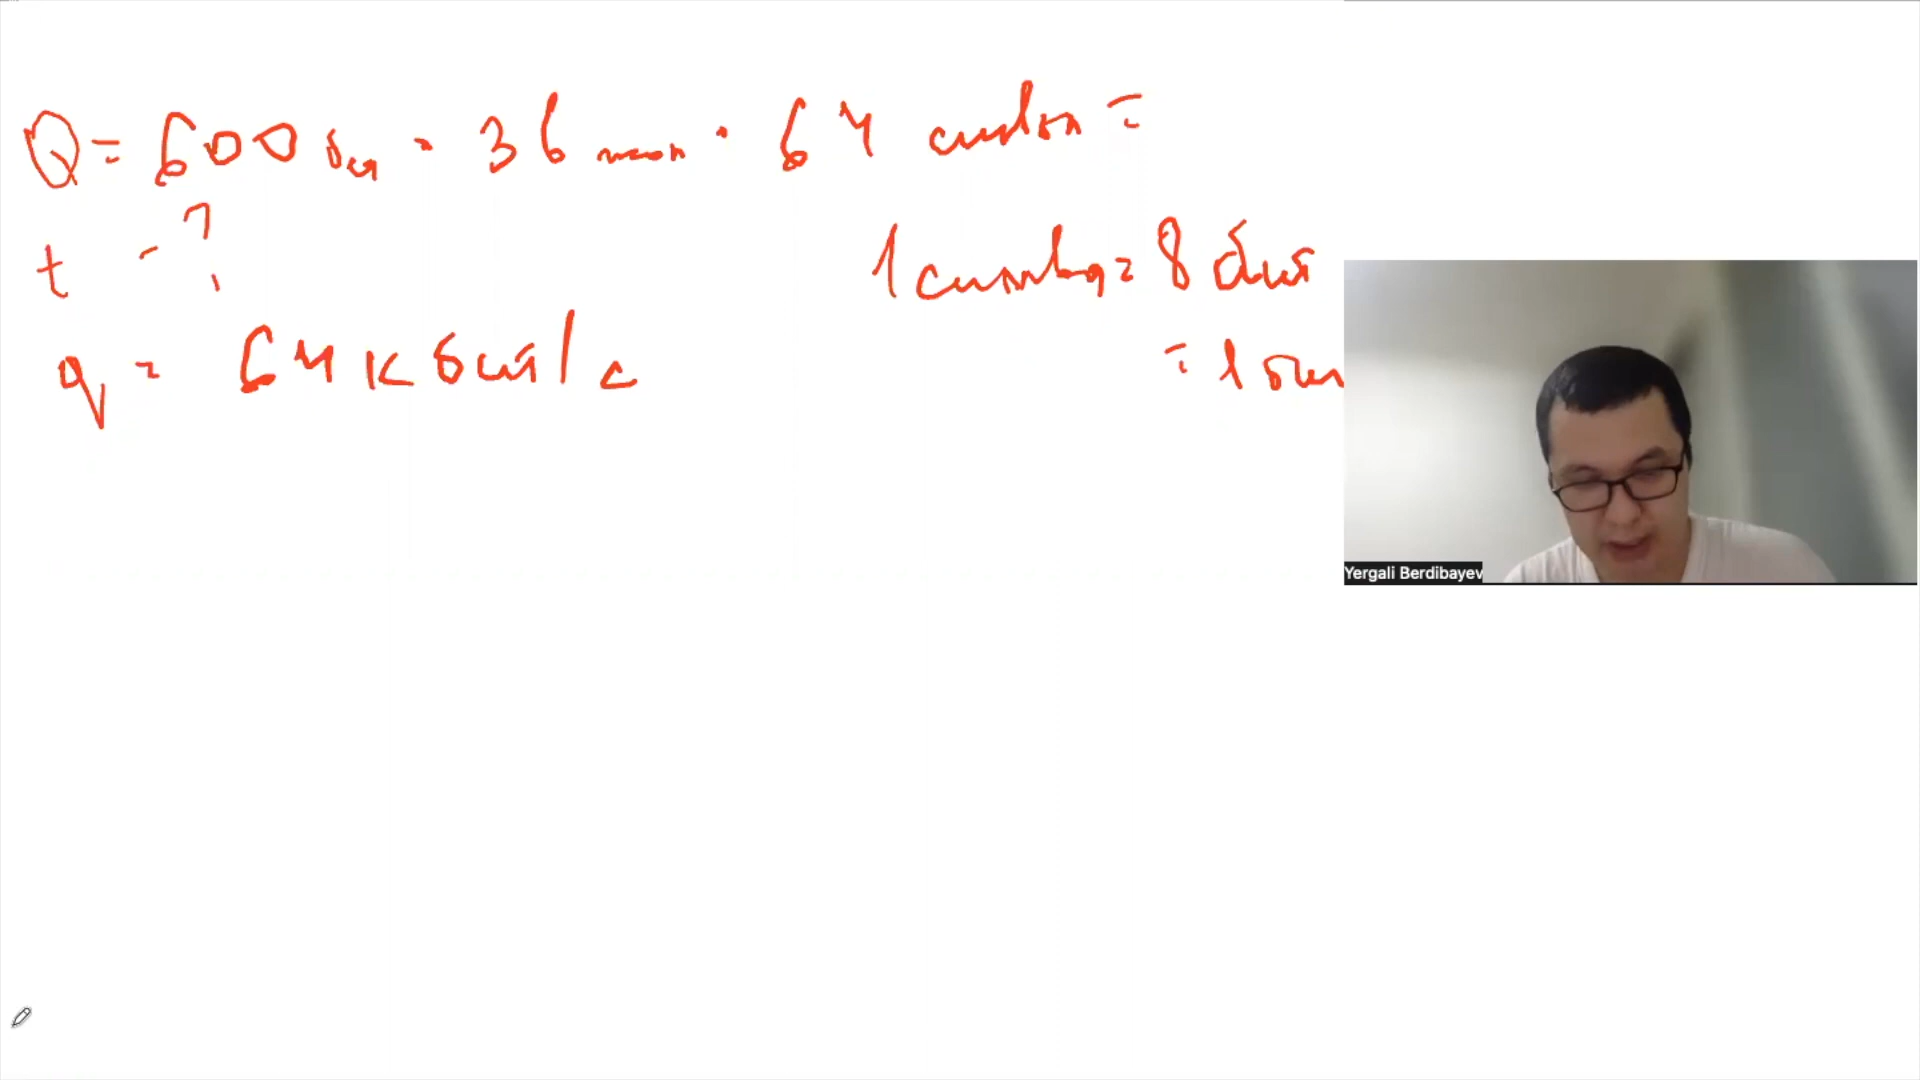 Q = 600 бет · 36 жол · 64 символ =
t - ?
1 символ = 8 бит
q = 64 кбит/с
= 1 бай
Yergali Berdibayev